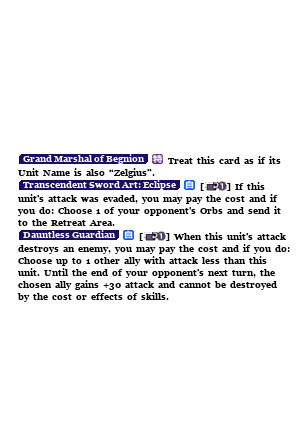 Grand Marshal of Begnion 特 Treat this card as if its
Unit Name is also “Zelgius”.
Transcendent Sword Art: Eclipse 自 [1] If this
unit's attack was evaded, you may pay the cost and if
you do: Choose 1 of your opponent's Orbs and send it
to the Retreat Area.
Dauntless Guardian 自 [1] When this unit's attack
destroys an enemy, you may pay the cost and if you do:
Choose up to 1 other ally with attack less than this
unit. Until the end of your opponent's next turn, the
chosen ally gains +30 attack and cannot be destroyed
by the cost or effects of skills.